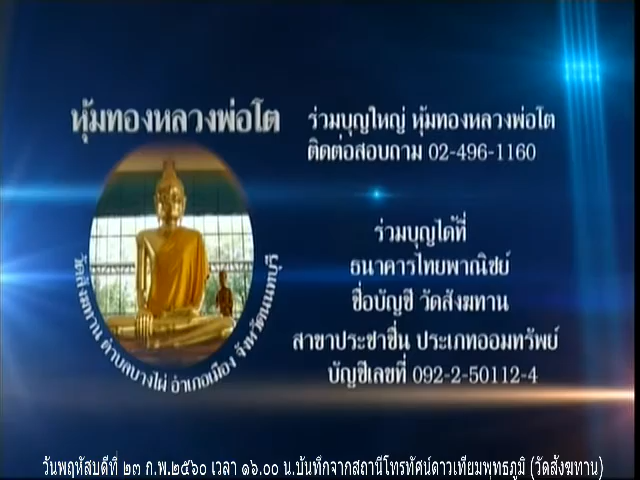 หุ้มทองหลวงพ่อโต
วัดสังฆทาน ตำบลบางไผ่ อำเภอเมือง จังหวัดนนทบุรี
ร่วมบุญใหญ่ หุ้มทองหลวงพ่อโต
ติดต่อสอบถาม 02-496-1160
ร่วมบุญได้ที่
ธนาคารไทยพาณิชย์
ชื่อบัญชี วัดสังฆทาน
สาขาประชาชื่น ประเภทออมทรัพย์
บัญชีเลขที่ 092-2-50112-4
วันพฤหัสบดีที่ ๒๓ ก.พ.๒๕๖๐ เวลา ๑๖.๐๐ น.บันทึกจากสถานีโทรทัศน์ดาวเทียมพุทธภูมิ (วัดสังฆทาน)